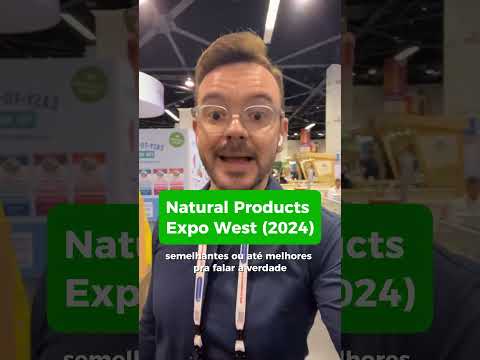 Natural Products
Expo West (2024)
semelhantes ou até melhores
pra falar a verdade